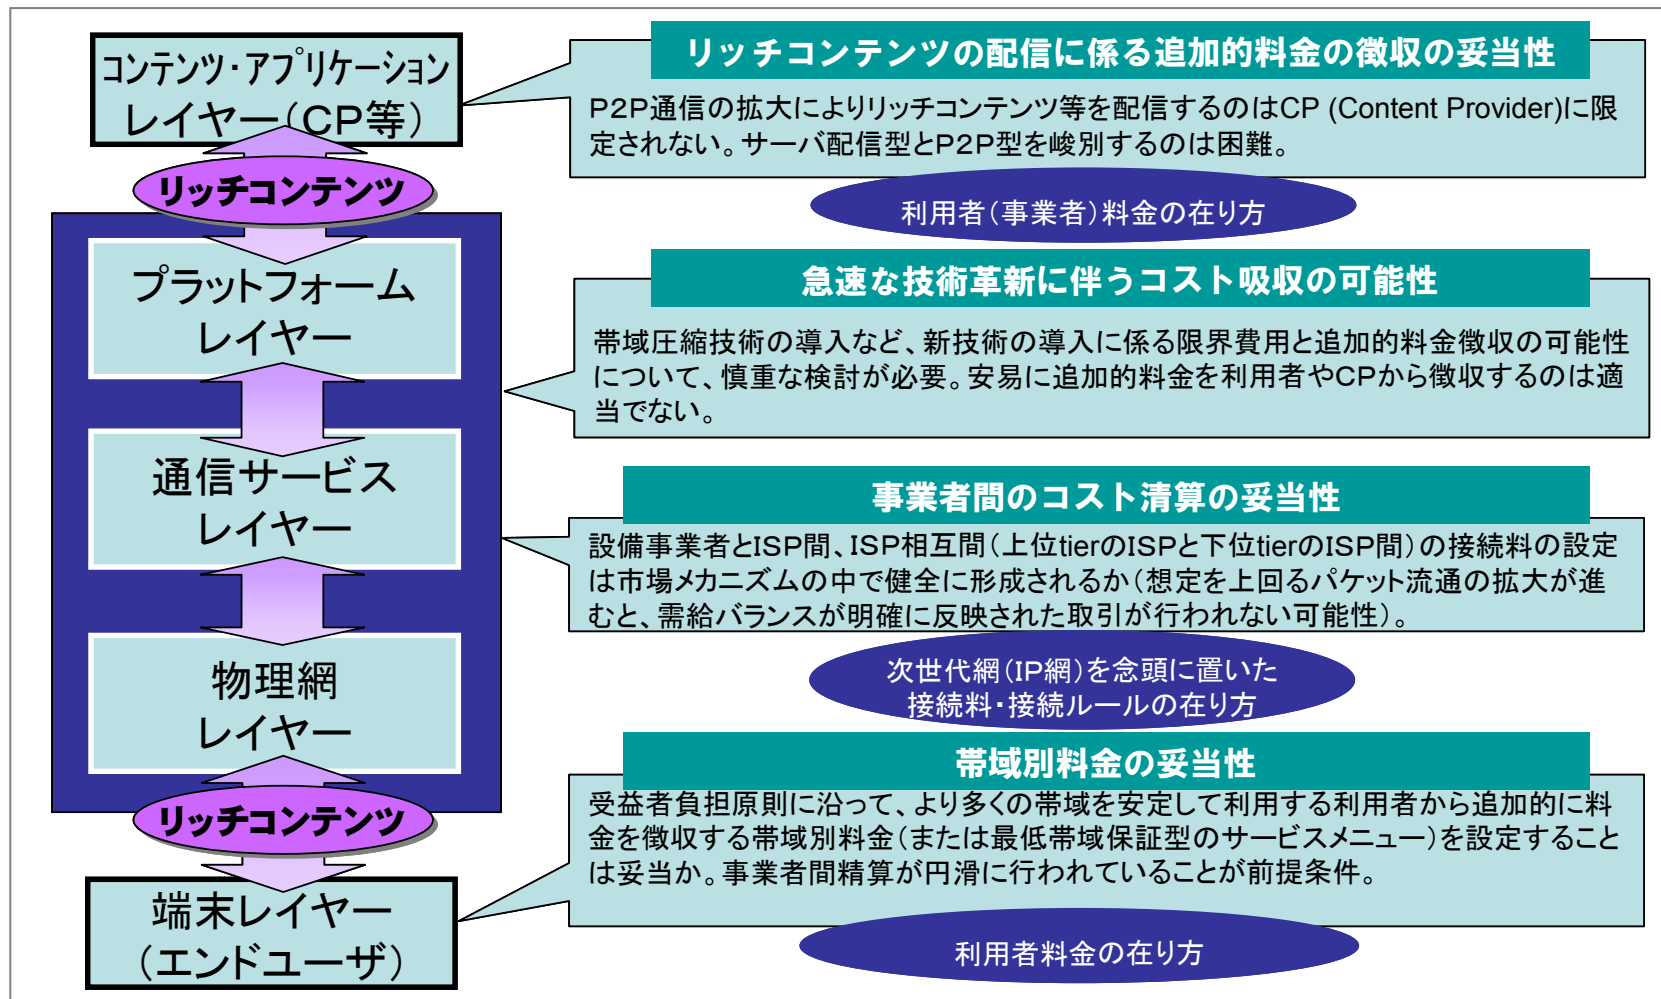 コンテンツ・アプリケーション
レイヤー(CP等)
リッチコンテンツ
プラットフォーム
レイヤー
通信サービス
レイヤー
物理網
レイヤー
リッチコンテンツ
端末レイヤー
(エンドユーザ)
リッチコンテンツの配信に係る追加的料金の徴収の妥当性
P2P通信の拡大によりリッチコンテンツ等を配信するのはCP (Content Provider)に限
定されない。サーバ配信型とP2P型を峻別するのは困難。
利用者(事業者)料金の在り方
急速な技術革新に伴うコスト吸収の可能性
帯域圧縮技術の導入など、新技術の導入に係る限界費用と追加的料金徴収の可能性
について、慎重な検討が必要。安易に追加的料金を利用者やCPから徴収するのは適
当でない。
事業者間のコスト清算の妥当性
設備事業者とISP間、ISP相互間(上位tierのISPと下位tierのISP間)の接続料の設定
は市場メカニズムの中で健全に形成されるか(想定を上回るパケット流通の拡大が進
むと、需給バランスが明確に反映された取引が行われない可能性)。
次世代網(IP網)を念頭に置いた
接続料・接続ルールの在り方
帯域別料金の妥当性
受益者負担原則に沿って、より多くの帯域を安定して利用する利用者から追加的に料
金を徴収する帯域別料金(または最低帯域保証型のサービスメニュー)を設定すること
は妥当か。事業者間精算が円滑に行われていることが前提条件。
利用者料金の在り方